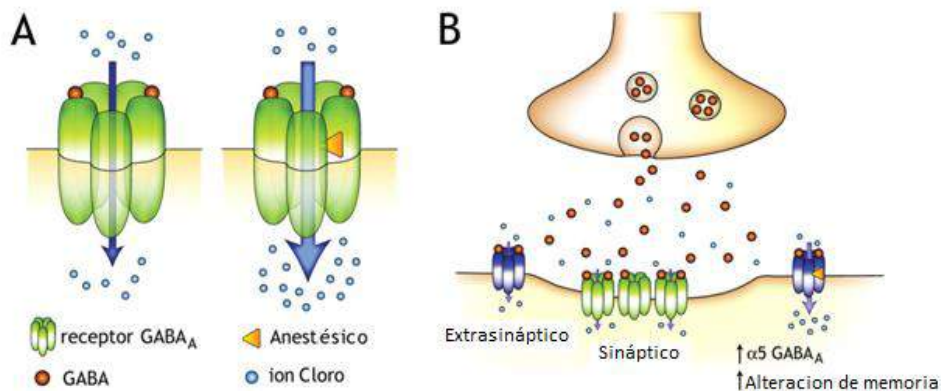 A
B
receptor GABAA
GABA
Anestésico
ion Cloro
Extrasináptico
Sináptico
↑ α5 GABAA
↑Alteracion de memoria